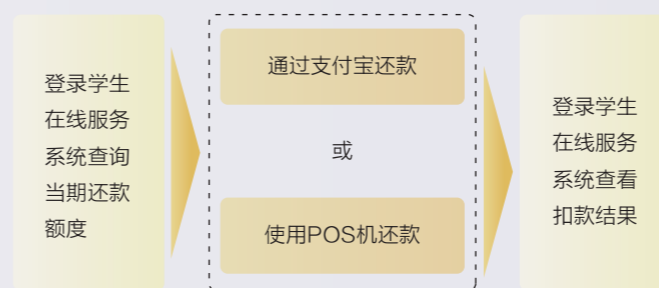 登录学生
在线服务
系统查询
当期还款
额度
通过支付宝还款
或
使用POS机还款
登录学生
在线服务
系统查看
扣款结果